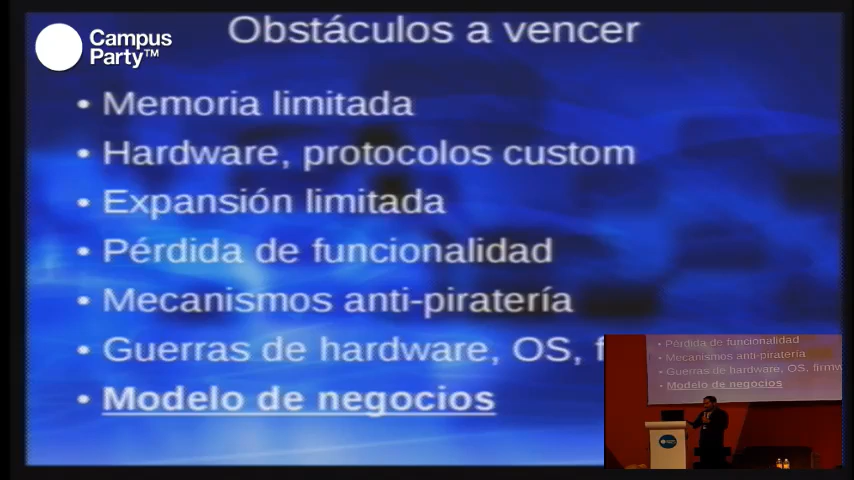 Campus
Party™
Obstáculos a vencer
• Memoria limitada
• Hardware, protocolos custom
• Expansión limitada
• Pérdida de funcionalidad
• Mecanismos anti-piratería
• Guerras de hardware, OS, f
• Modelo de negocios
• Pérdida de funcionalidad
• Mecanismos anti-piratería
• Guerras de hardware, OS, firmw
• Modelo de negocios